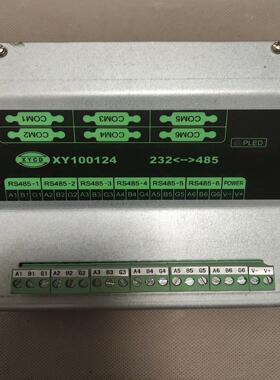 COM1 COM3 COM5
COM2 COM4 COM6
PLED
XYCD XY100124 232<->485
RS485-1 RS485-2 RS485-3 RS485-4 RS485-5 RS485-6 POWER
A1 B1 G1 A2 B2 G2 A3 B3 G3 A4 B4 G4 A5 B5 G5 A6 B6 G6 V- V+
A1 B1 G1 A2 B2 G2 A3 B3 G3 A4 B4 G4 A5 B5 G5 A6 B6 G6 V- V+